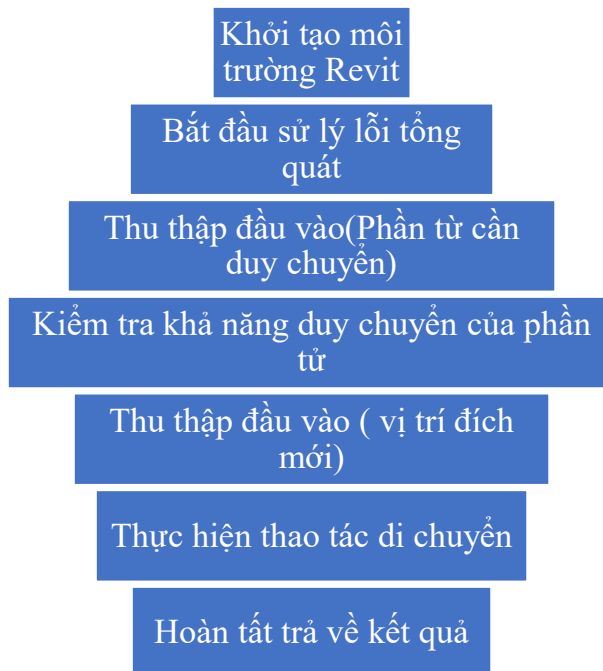 Khởi tạo môi
trường Revit
Bắt đầu sử lý lỗi tổng
quát
Thu thập đầu vào(Phần từ cần
duy chuyển)
Kiểm tra khả năng duy chuyển của phần
tử
Thu thập đầu vào ( vị trí đích
mới)
Thực hiện thao tác di chuyển
Hoàn tất trả về kết quả